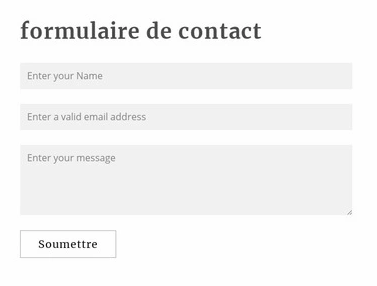 formulaire de contact
Enter your Name
Enter a valid email address
Enter your message
Soumettre